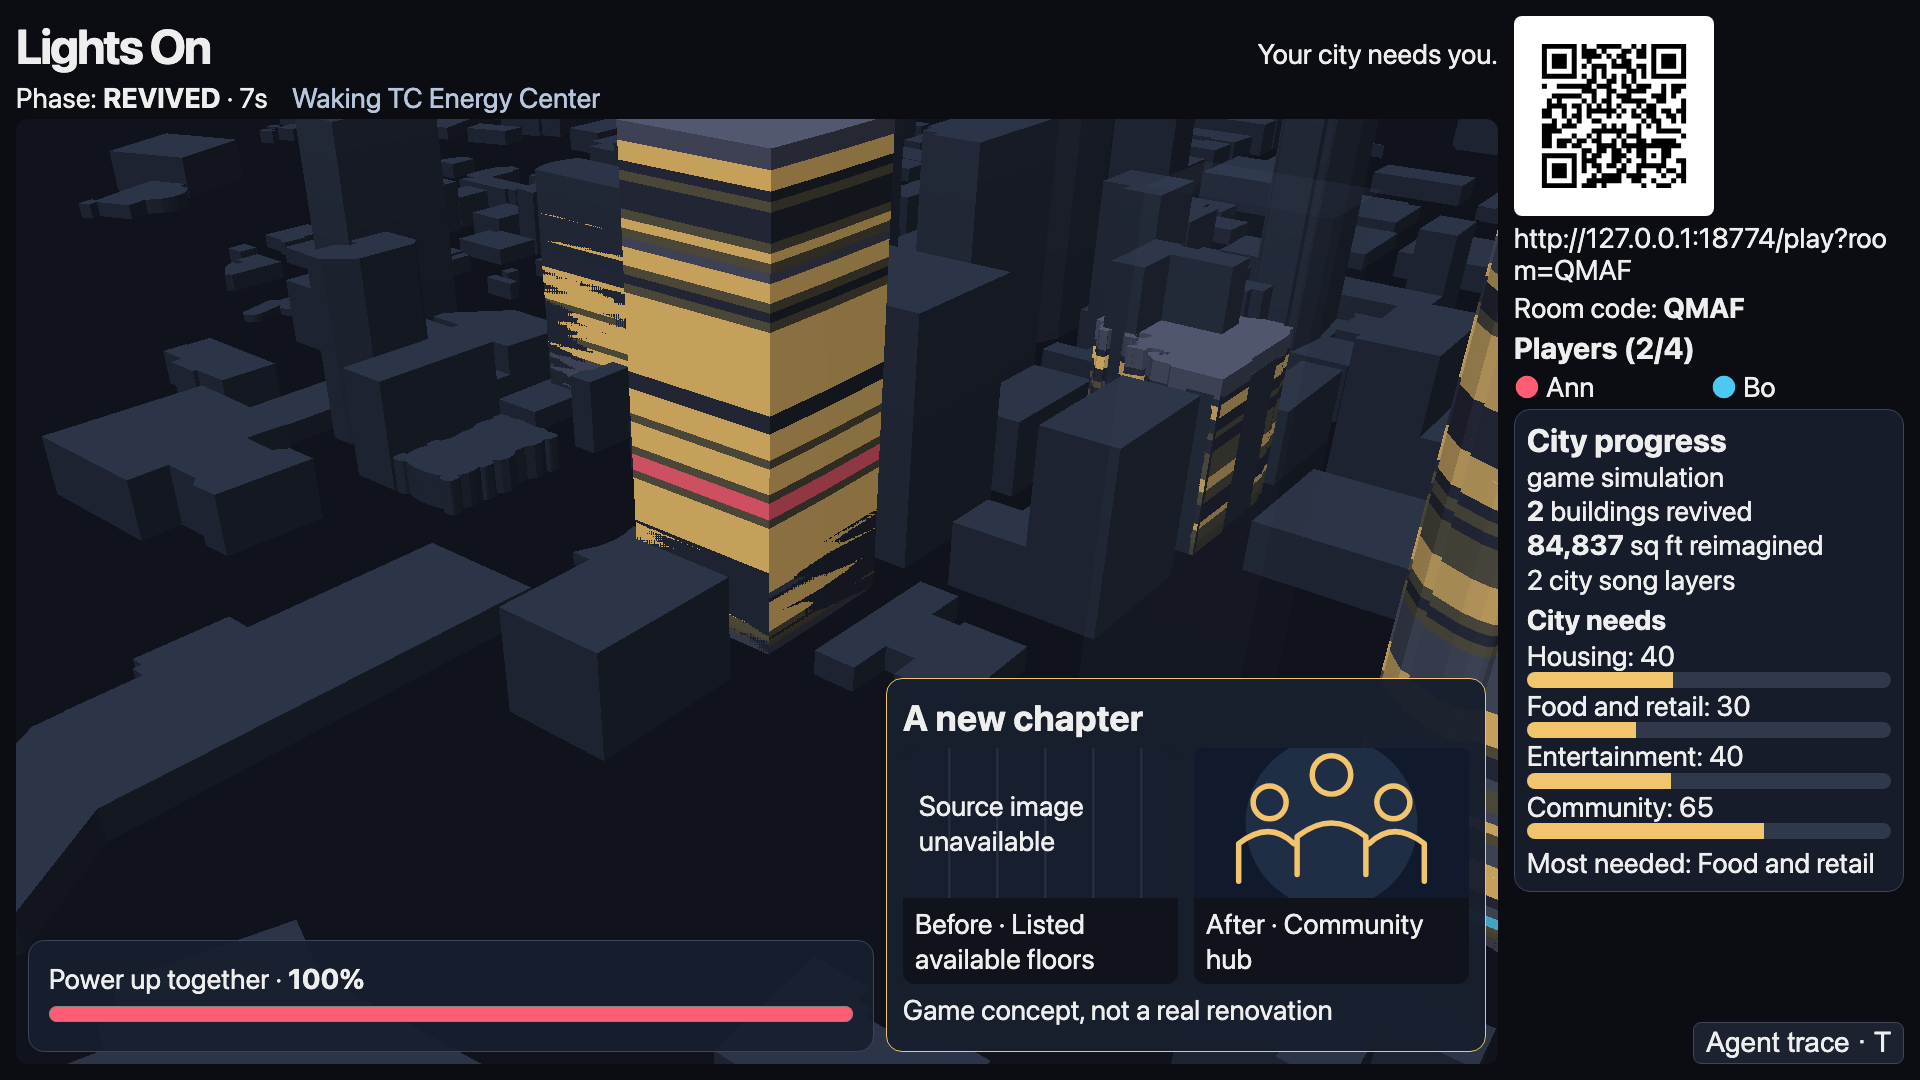 Lights On
Your city needs you.
Phase: REVIVED · 7s Waking TC Energy Center
http://127.0.0.1:18774/play?roo
m=QMAF
Room code: QMAF
Players (2/4)
Ann Bo
City progress
game simulation
2 buildings revived
84,837 sq ft reimagined
2 city song layers
City needs
Housing: 40
Food and retail: 30
Entertainment: 40
Community: 65
Most needed: Food and retail
A new chapter
Source image
unavailable
Before · Listed
available floors
After · Community
hub
Game concept, not a real renovation
Power up together · 100%
Agent trace · T